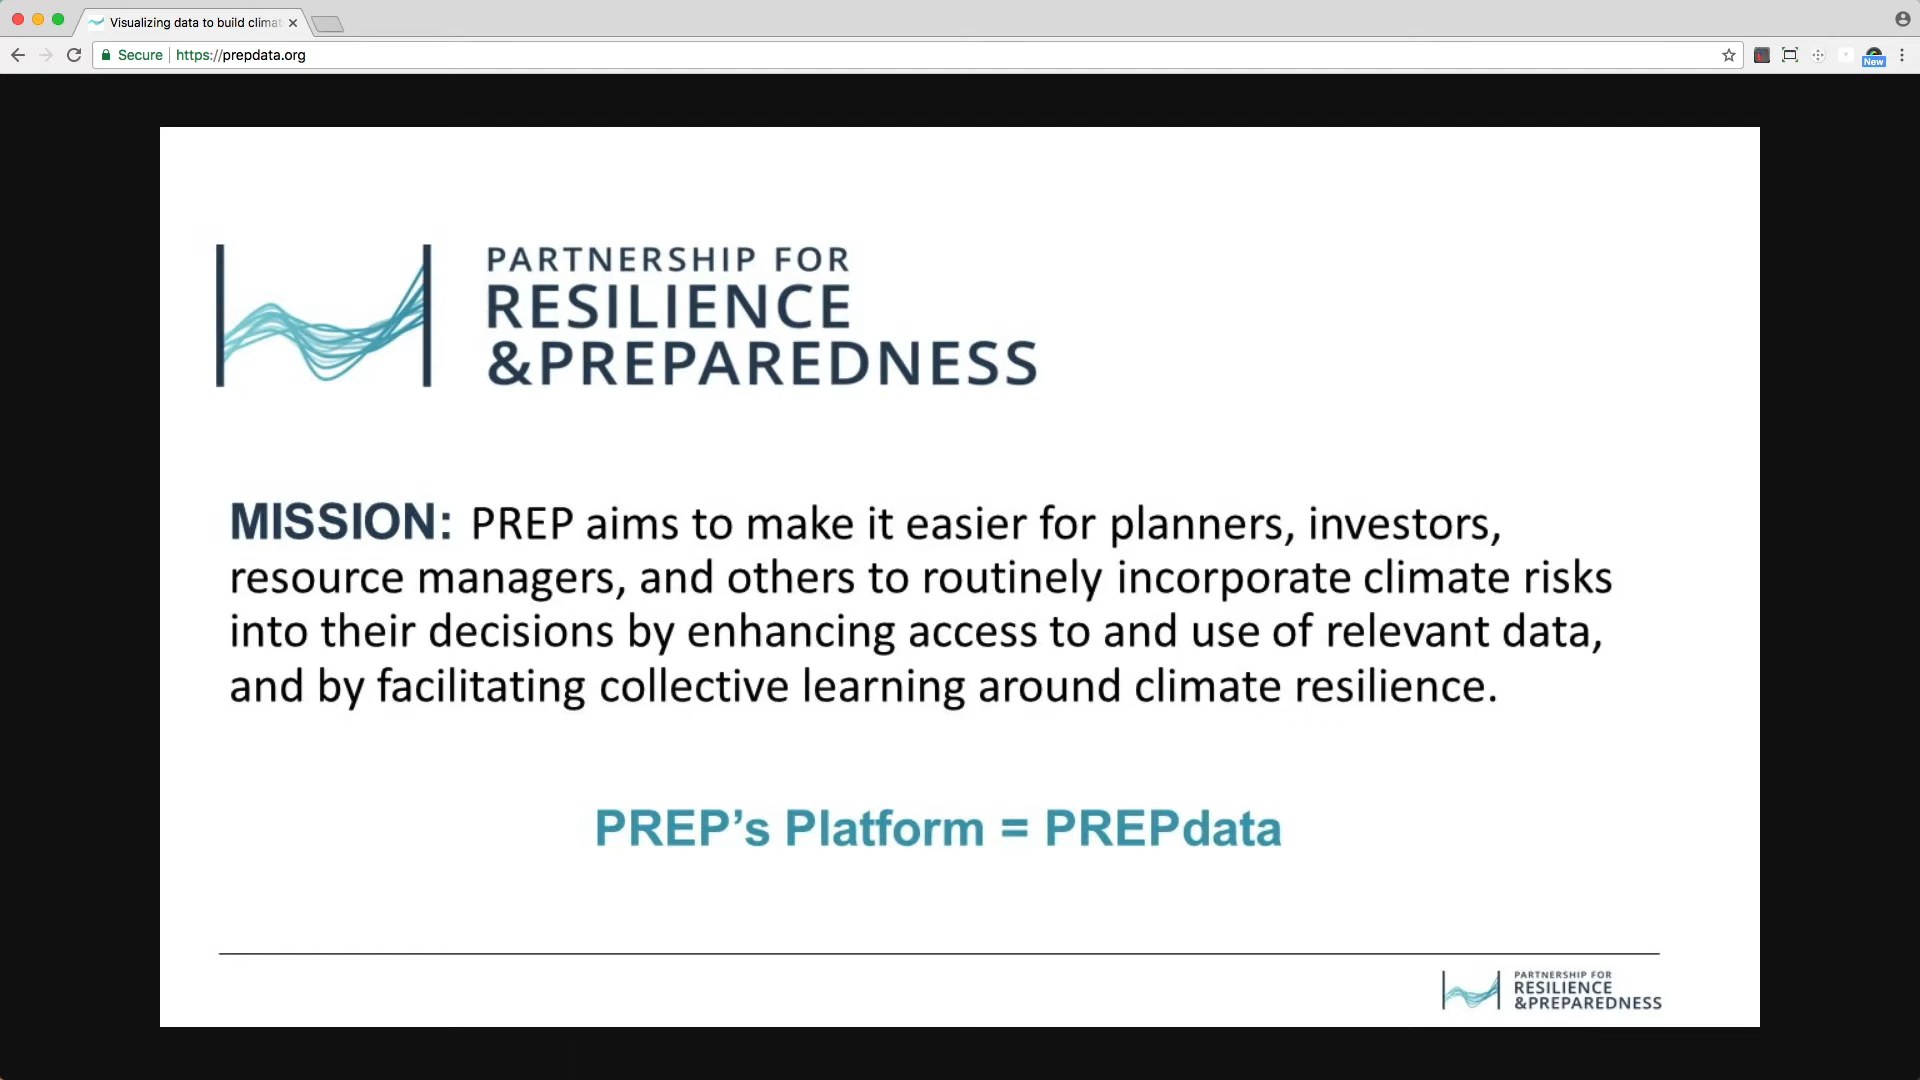 Visualizing data to build clima
Secure https://prepdata.org
New
PARTNERSHIP FOR
RESILIENCE
&PREPAREDNESS
MISSION: PREP aims to make it easier for planners, investors,
resource managers, and others to routinely incorporate climate risks
into their decisions by enhancing access to and use of relevant data,
and by facilitating collective learning around climate resilience.
PREP’s Platform = PREPdata
PARTNERSHIP FOR
RESILIENCE
&PREPAREDNESS